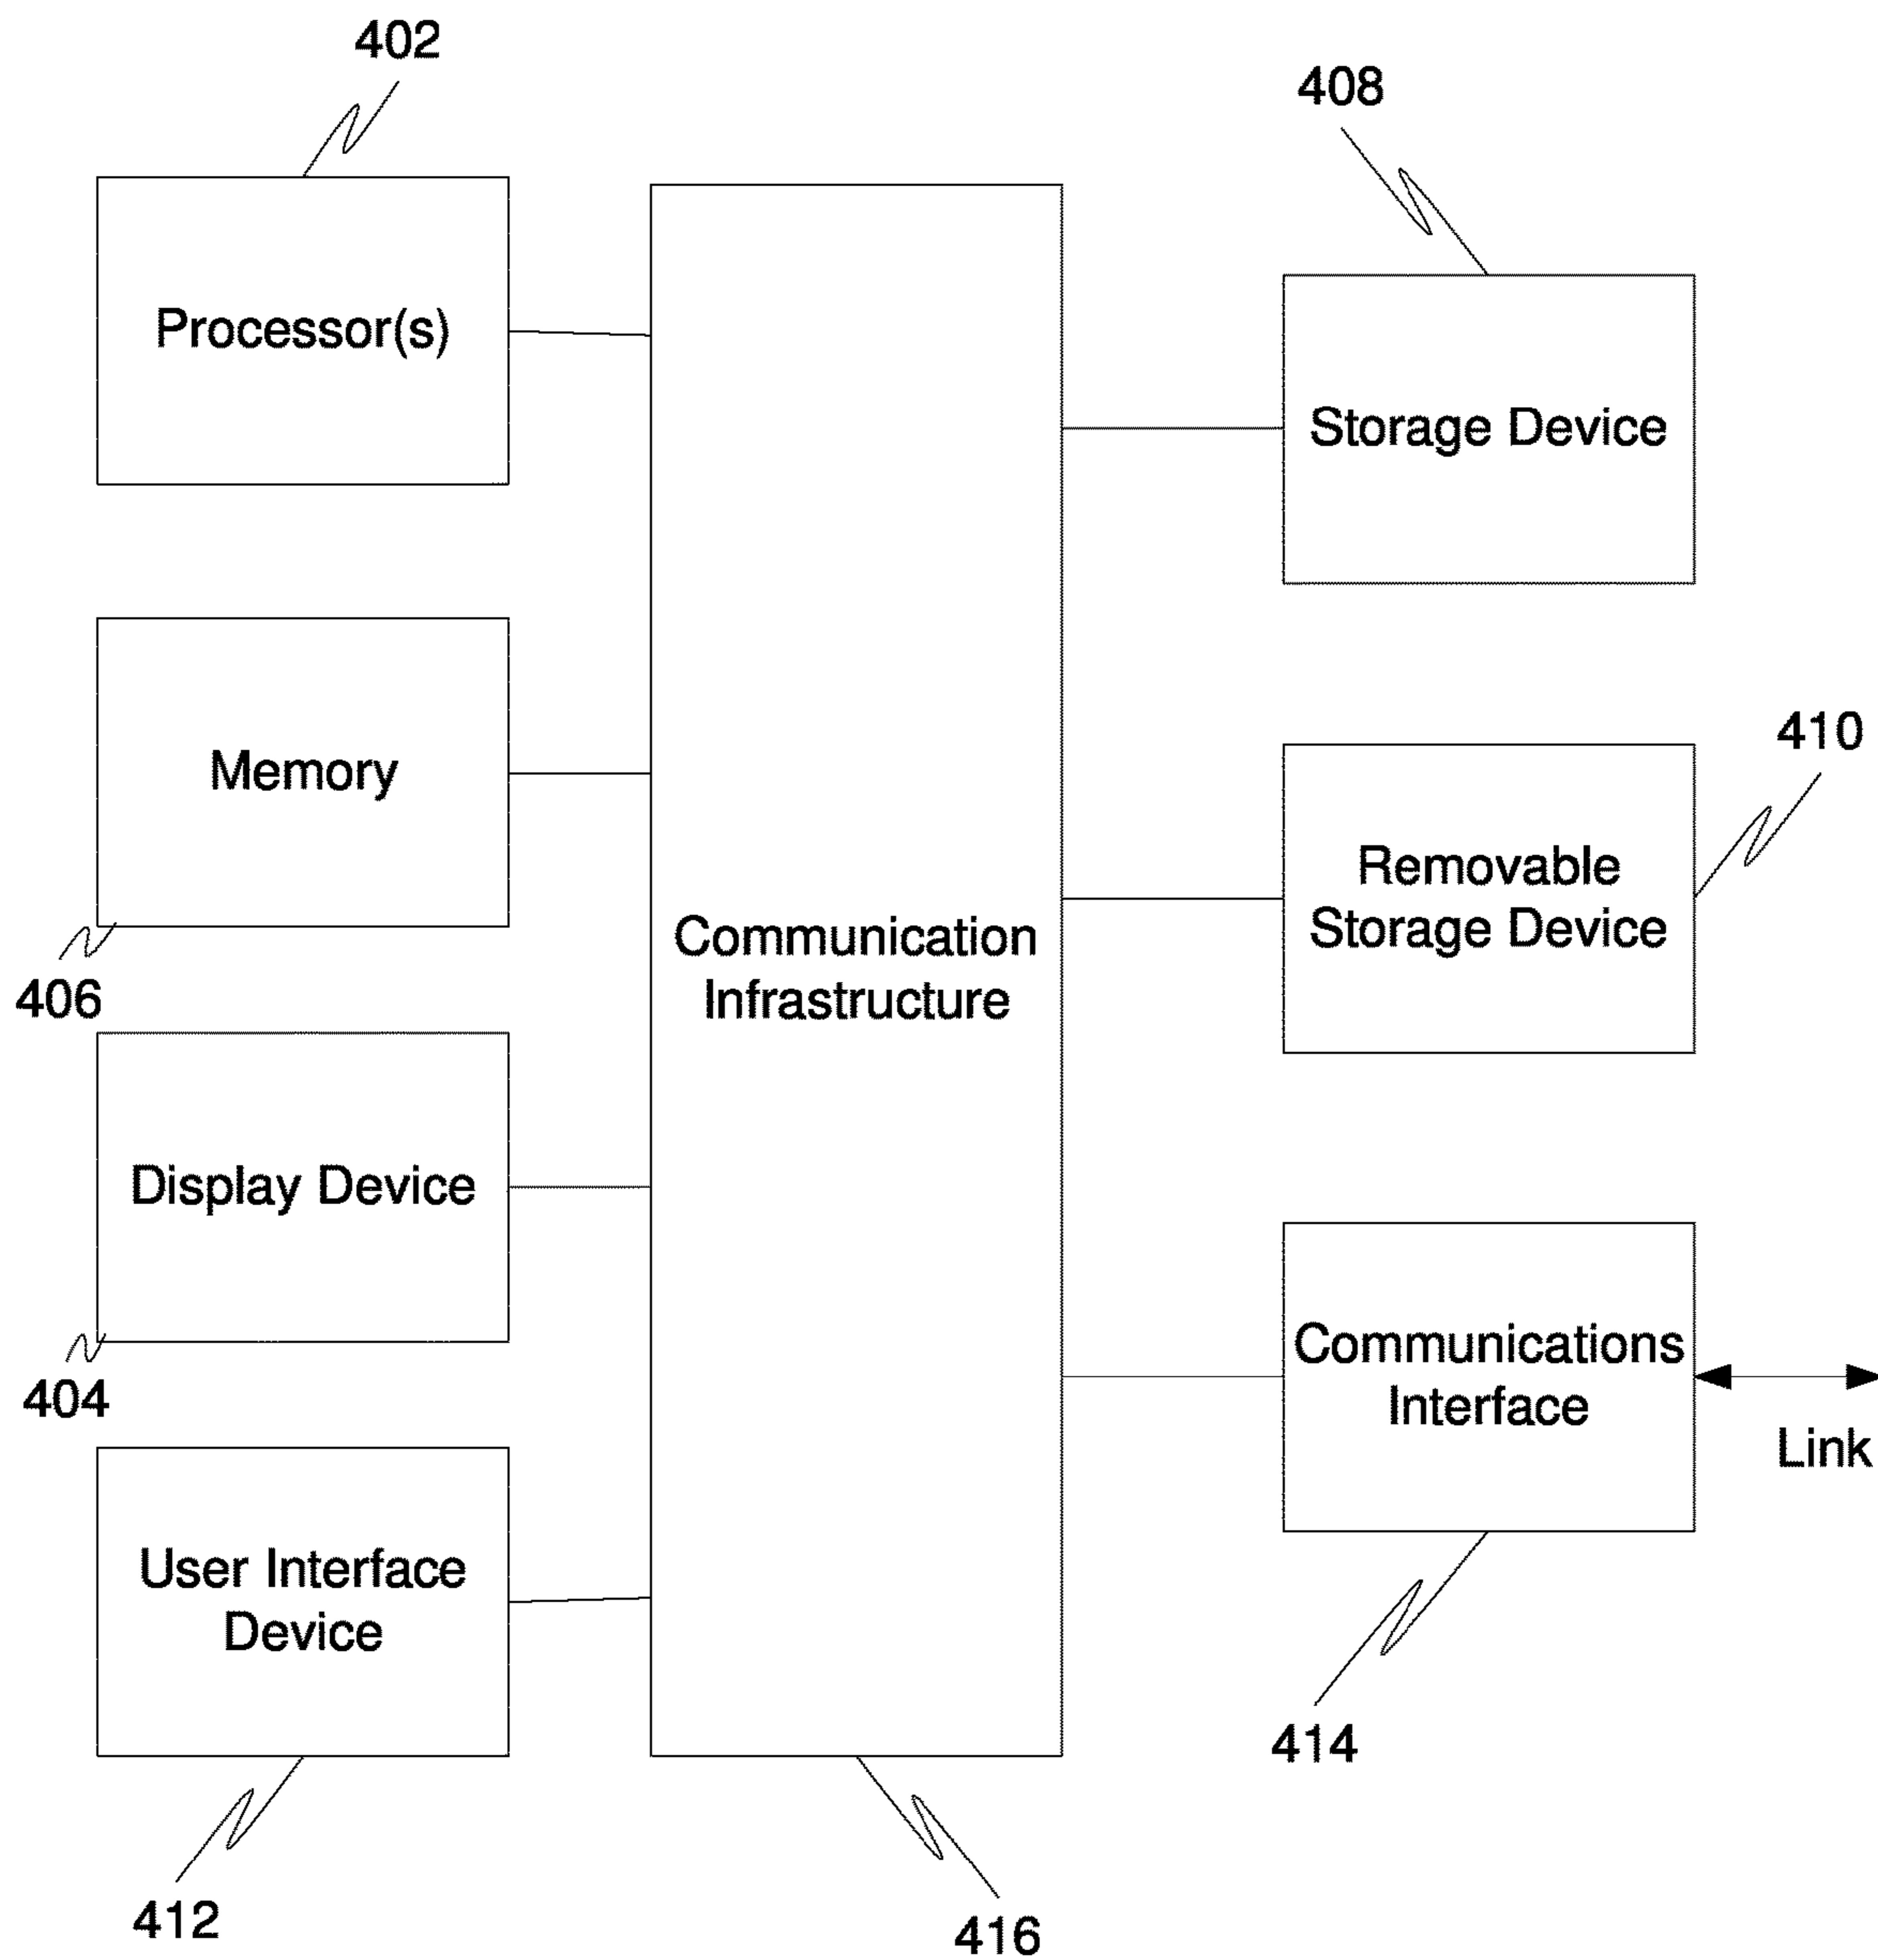 402
408
Processor(s)
Storage Device
Memory
410
Removable
Storage Device
406
Communication
Infrastructure
Display Device
404
Communications
Interface
Link
User Interface
Device
414
412
416